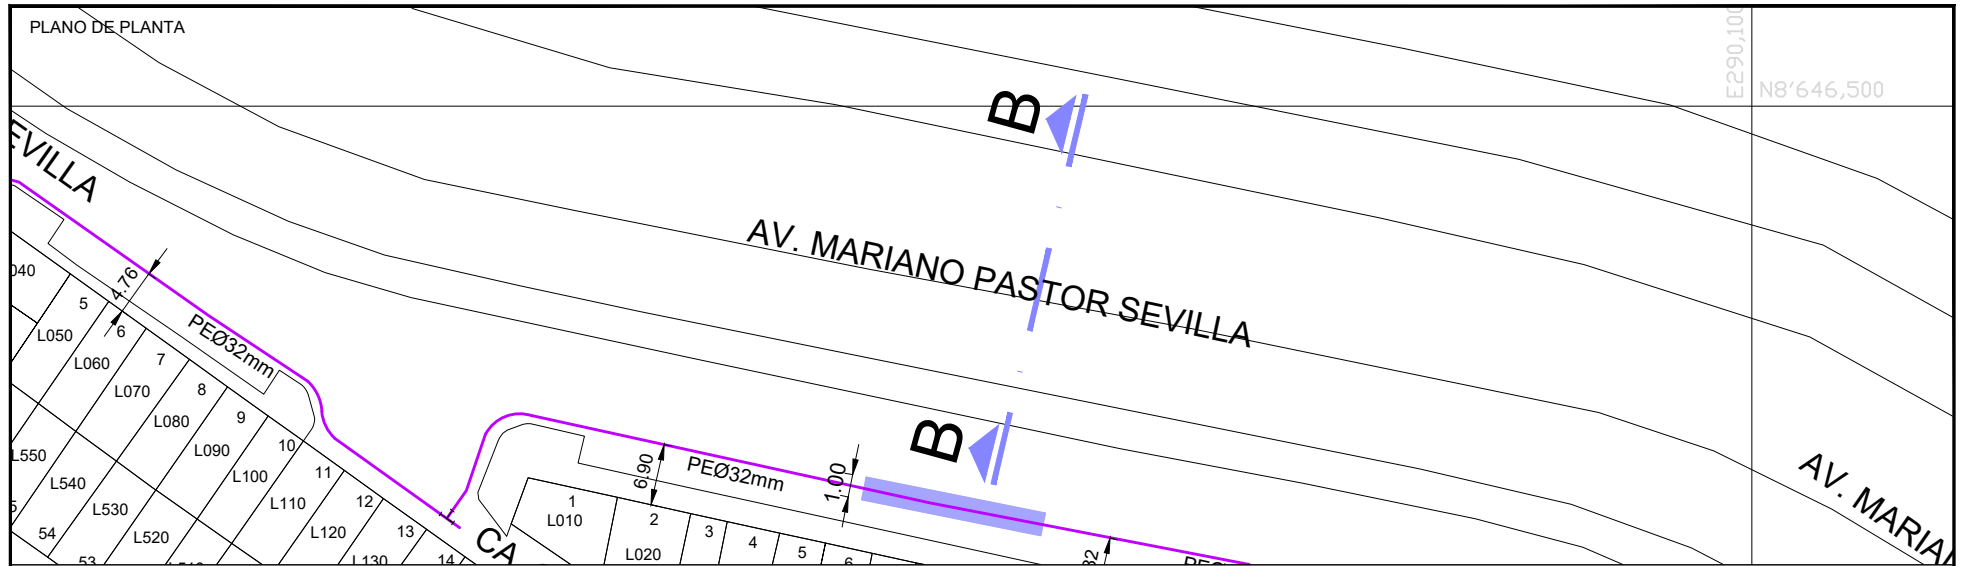 PLANO DE PLANTA
E290,100
N8'646,500
B
EVILLA
AV. MARIANO PASTOR SEVILLA
040
4.76
5
L050
6
L060
PEØ32mm
7
L070
8
L080
9
L090
10
L100
11
L110
12
L120
13
L130
14
L550
L540
L530
L520
54
53
CA
B
6.90
PEØ32mm
1.00
1
L010
2
L020
3
4
5
6
AV. MARIA